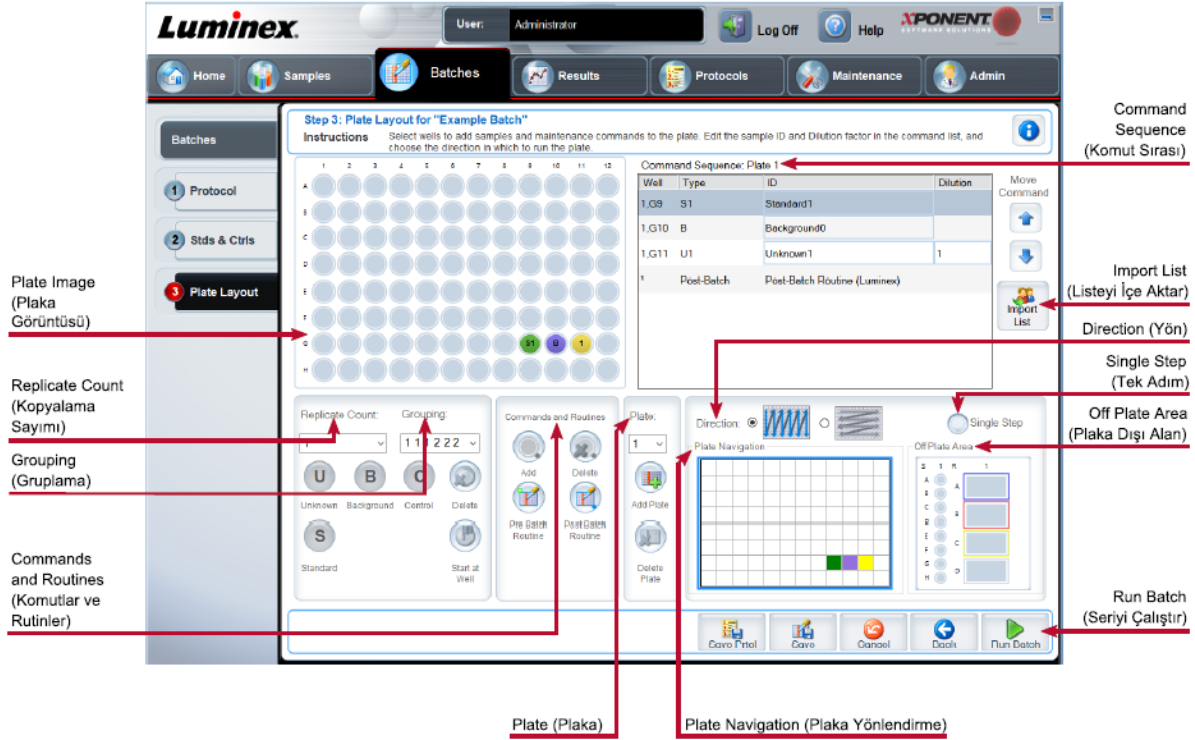 Luminex.
User:
Administrator
Log Off
Help
XPONENT
SOFTWARE SOLUTIONS
Home
Samples
Batches
Results
Protocols
Maintenance
Admin
Batches
1 Protocol
2 Stds & Ctrls
3 Plate Layout
Step 3: Plate Layout for "Example Batch"
Instructions Select wells to add samples and maintenance commands to the plate. Edit the sample ID and Dilution factor in the command list, and
choose the direction in which to run the plate.
1 2 3 4 5 6 7 8 9 10 11 12
A
B
C
D
E
F
G S1 B 1
H
Command Sequence: Plate 1
Well Type ID Dilution
1,G9 S1 Standard1
1,G10 B Background0
1,G11 U1 Unknown1 1
1 Post-Batch Post-Batch Routine (Luminex)
Move
Command
Import
List
Replicate Count: Grouping:
1 111222
U B C
Unknown Background Control Delete
S
Standard
Start at
Well
Commands and Routines
Add Delete
Pre Batch
Routine
Post Batch
Routine
Plate:
1
Add Plate
Delete
Plate
Direction:
Single Step
Plate Navigation
Off Plate Area
S 1 R 1
A
B
C
D
E
F
G
H
A
B
C
D
Save Prtcl
Save
Cancel
Back
Run Batch
Command
Sequence
(Komut Sırası)
Import List
(Listeyi İçe Aktar)
Direction (Yön)
Single Step
(Tek Adım)
Off Plate Area
(Plaka Dışı Alan)
Run Batch
(Seriyi Çalıştır)
Plate Image
(Plaka
Görüntüsü)
Replicate Count
(Kopyalama
Sayımı)
Grouping
(Gruplama)
Commands
and Routines
(Komutlar ve
Rutinler)
Plate (Plaka)
Plate Navigation (Plaka Yönlendirme)